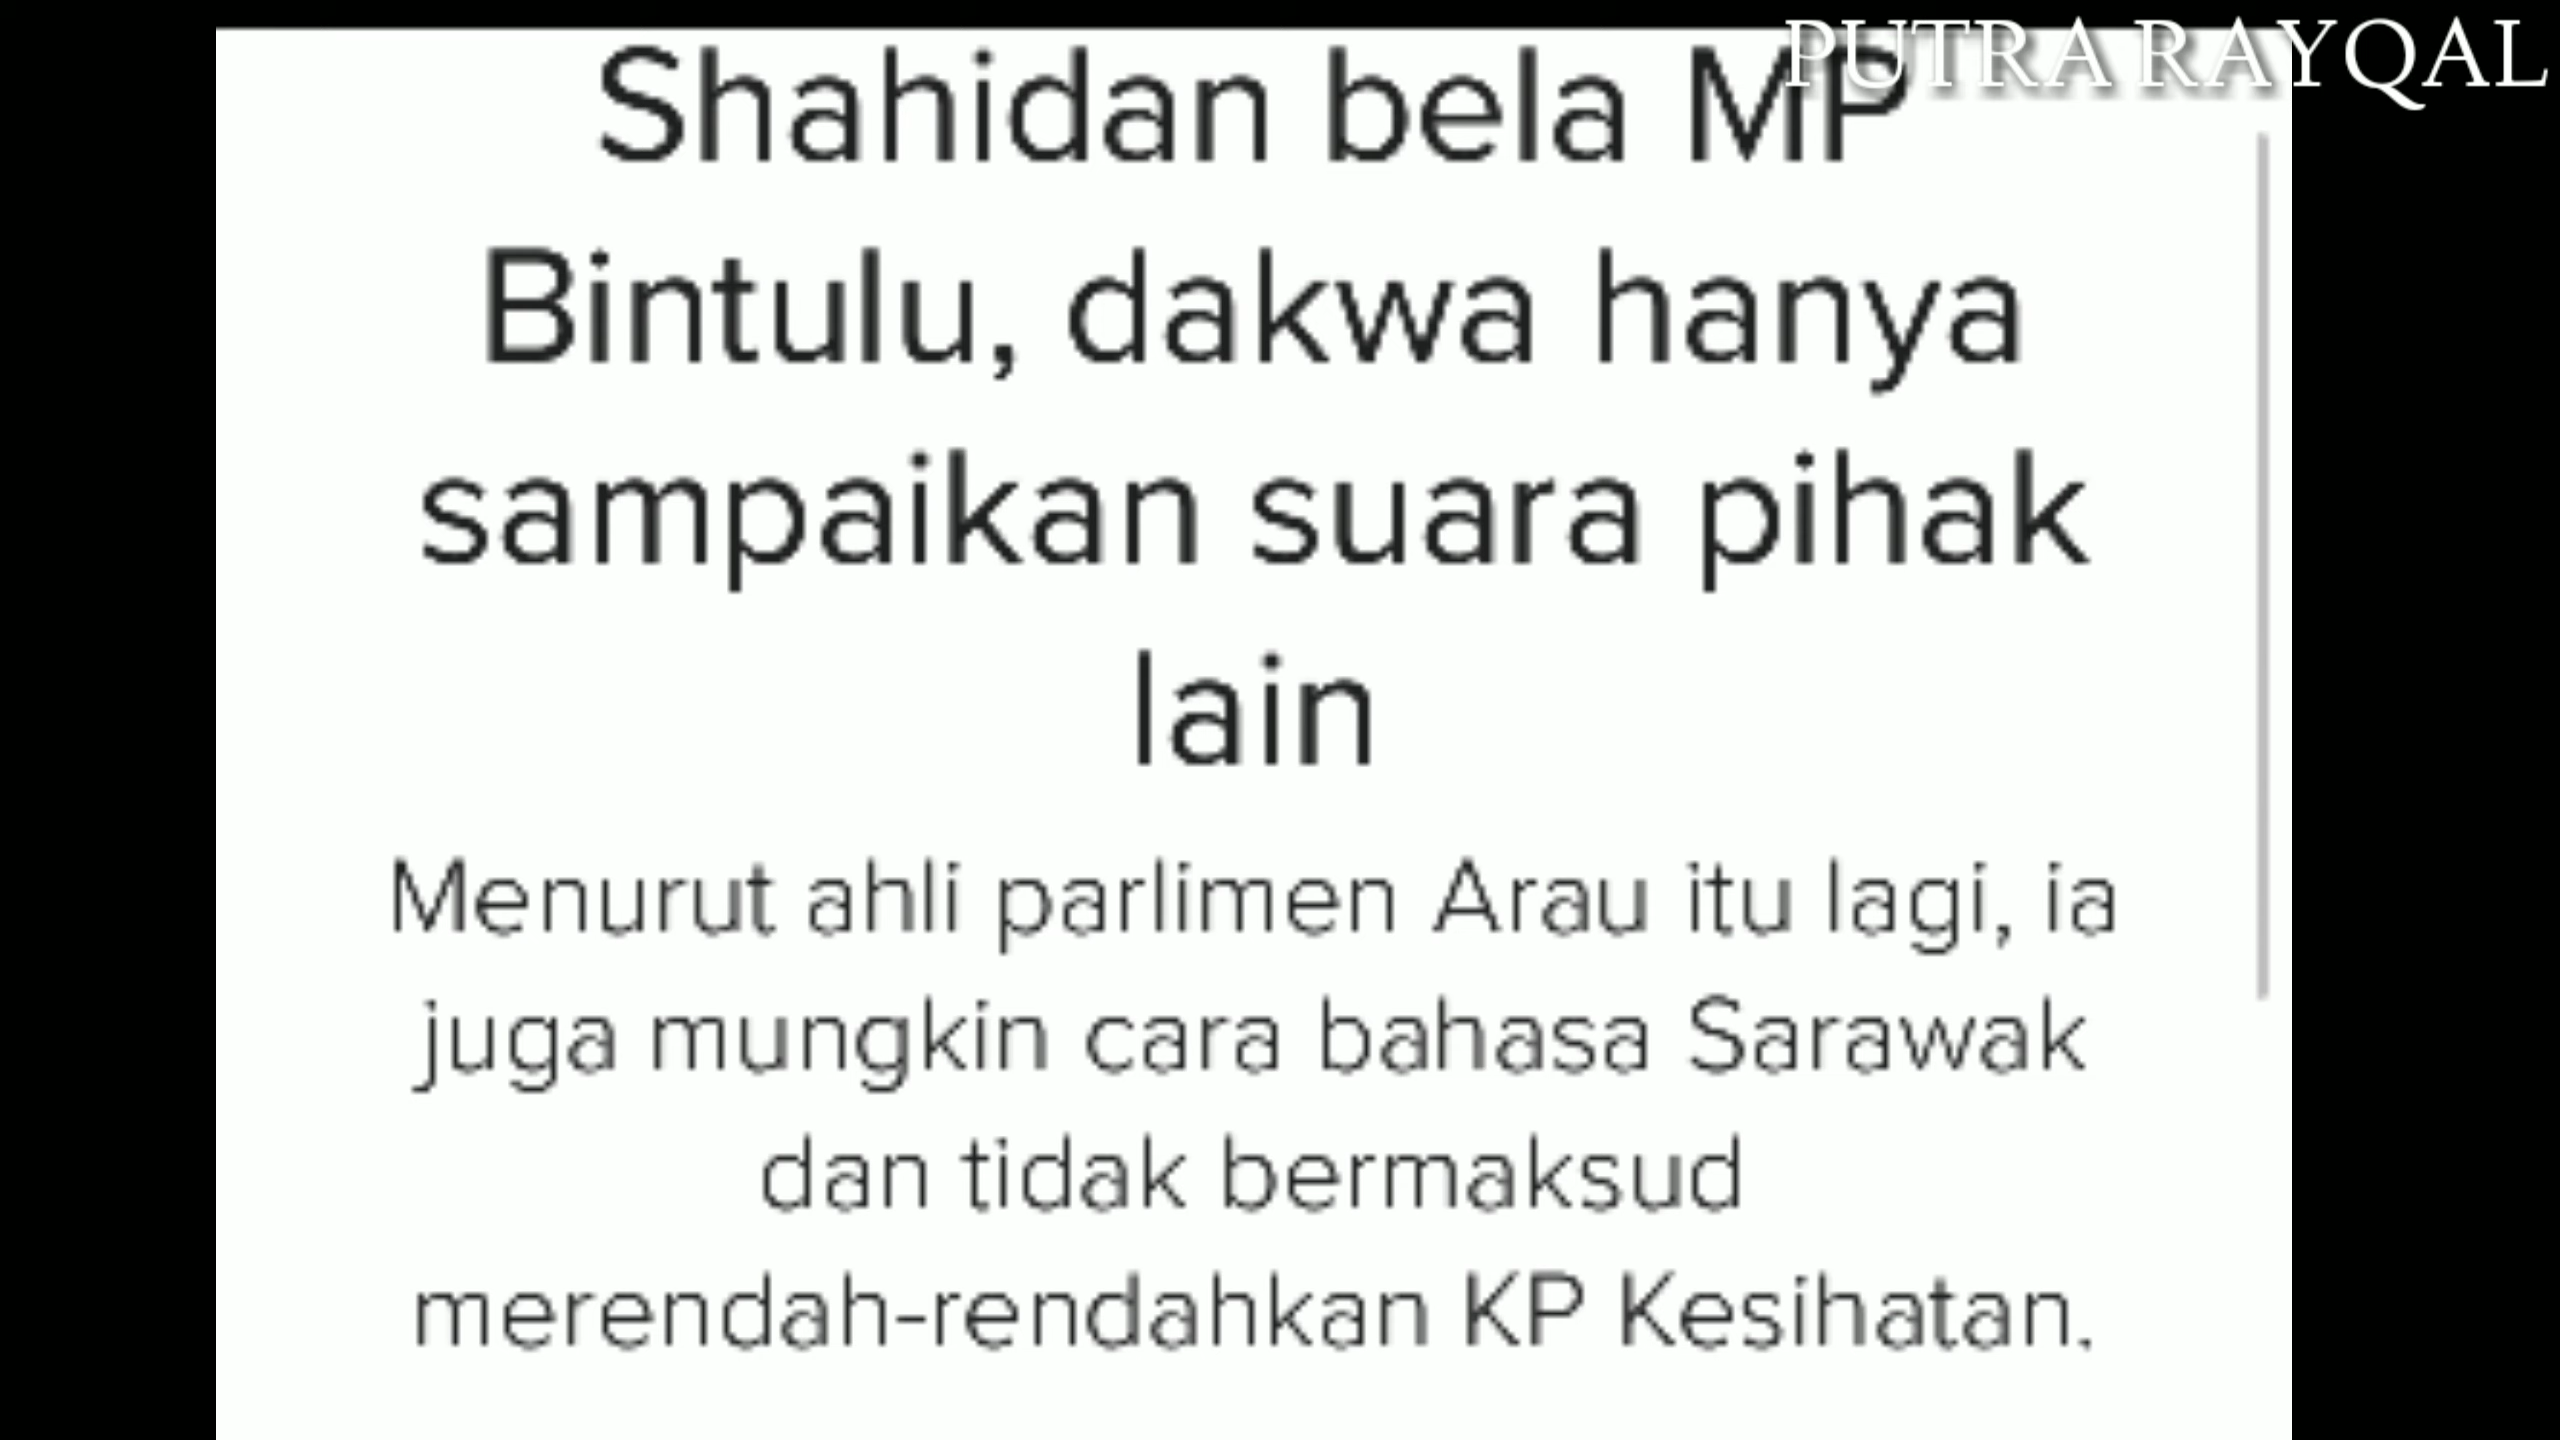 PUTRA RAYQAL
Shahidan bela MP
Bintulu, dakwa hanya
sampaikan suara pihak
lain
Menurut ahli parlimen Arau itu lagi, ia
juga mungkin cara bahasa Sarawak
dan tidak bermaksud
merendah-rendahkan KP Kesihatan.